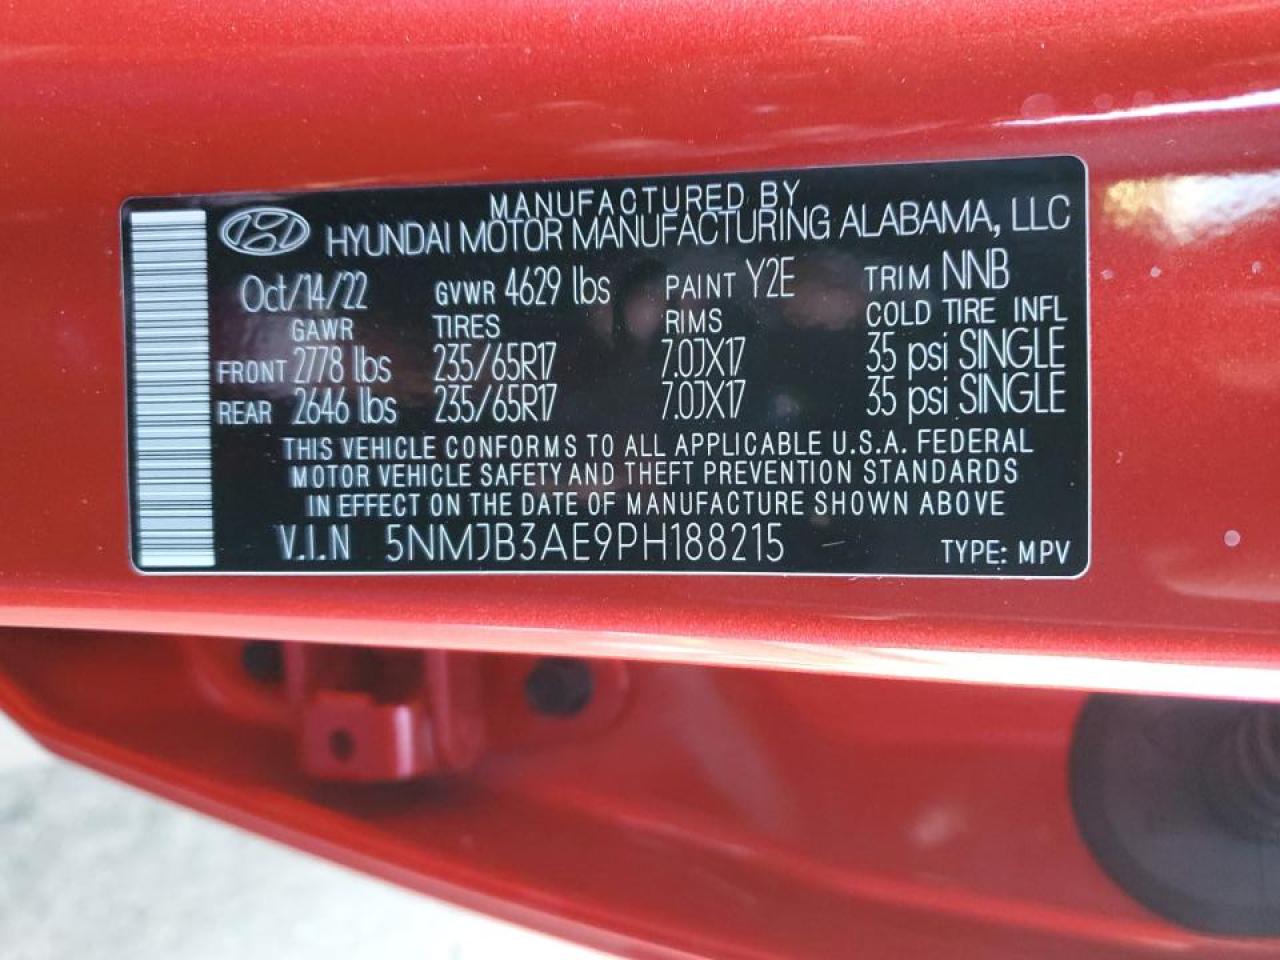 MANUFACTURED BY
HYUNDAI MOTOR MANUFACTURING ALABAMA, LLC
Oct/14/22 GVWR 4629 lbs PAINT Y2E TRIM NNB
GAWR TIRES RIMS COLD TIRE INFL
FRONT 2778 lbs 235/65R17 7.0JX17 35 psi SINGLE
REAR 2646 lbs 235/65R17 7.0JX17 35 psi SINGLE
THIS VEHICLE CONFORMS TO ALL APPLICABLE U.S.A. FEDERAL
MOTOR VEHICLE SAFETY AND THEFT PREVENTION STANDARDS
IN EFFECT ON THE DATE OF MANUFACTURE SHOWN ABOVE
V.I.N 5NMJB3AE9PH188215 TYPE: MPV